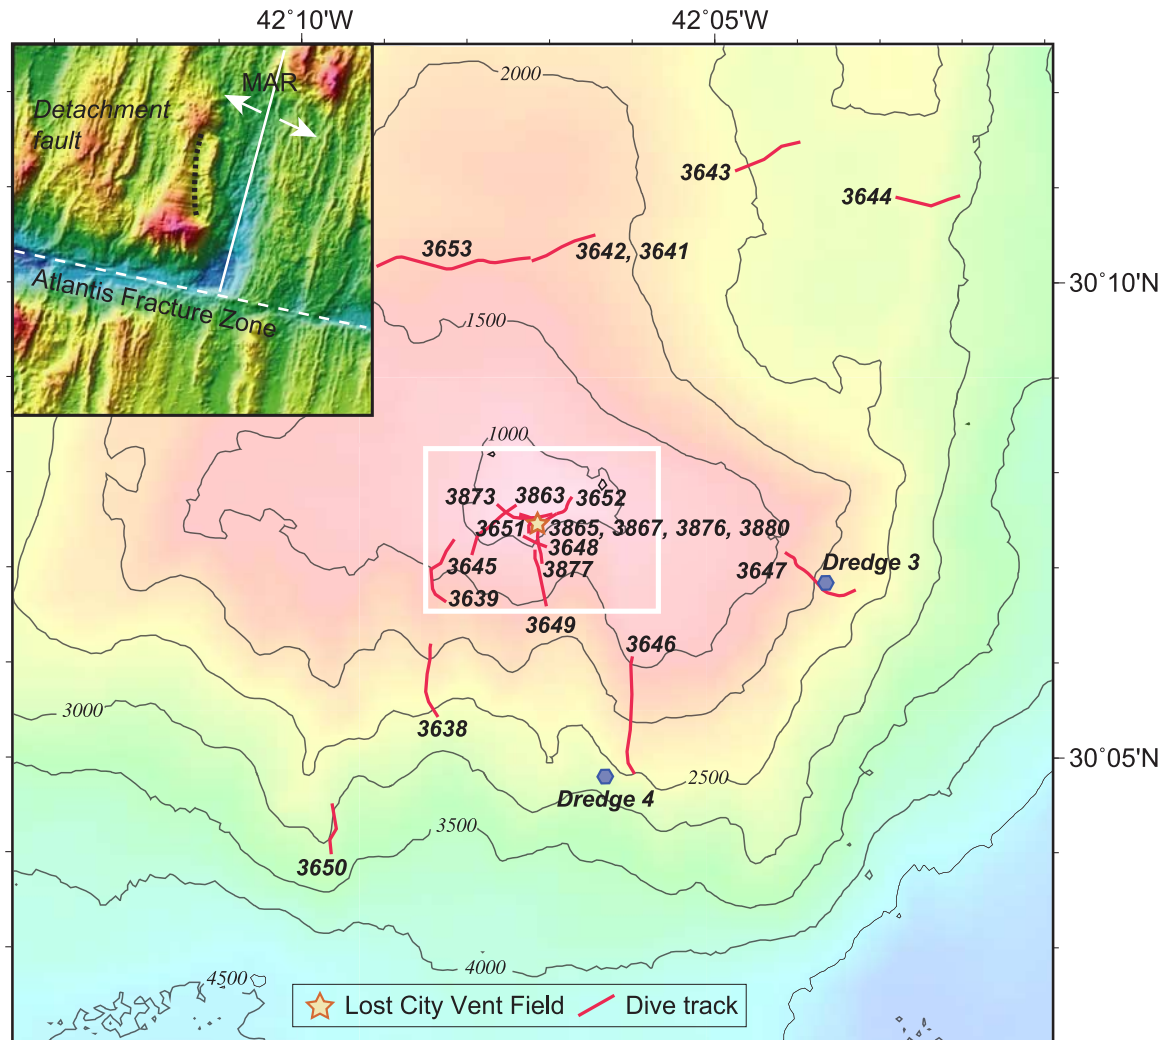 42°10'W
42°05'W
MAR
Detachment
fault
Atlantis Fracture Zone
2000
3643
3644
3653
3642, 3641
30°10'N
1500
1000
3873
3863
3652
3651
3865, 3867, 3876, 3880
3648
3645
3877
3647
Dredge 3
3639
3649
3646
3000
3638
2500
30°05'N
Dredge 4
3500
3650
4000
4500
Lost City Vent Field
Dive track